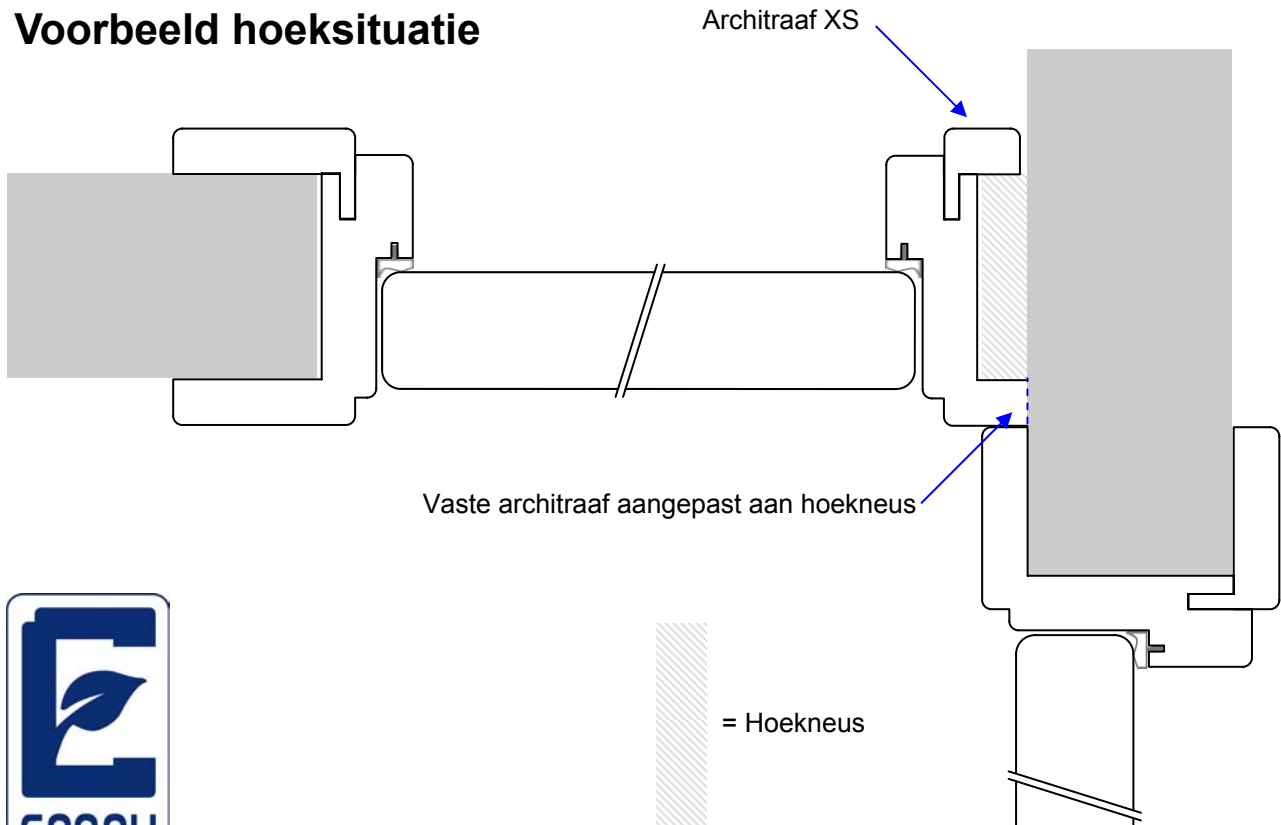 Voorbeeld hoeksituatie
Architraaf XS
Vaste architraaf aangepast aan hoekneus
= Hoekneus